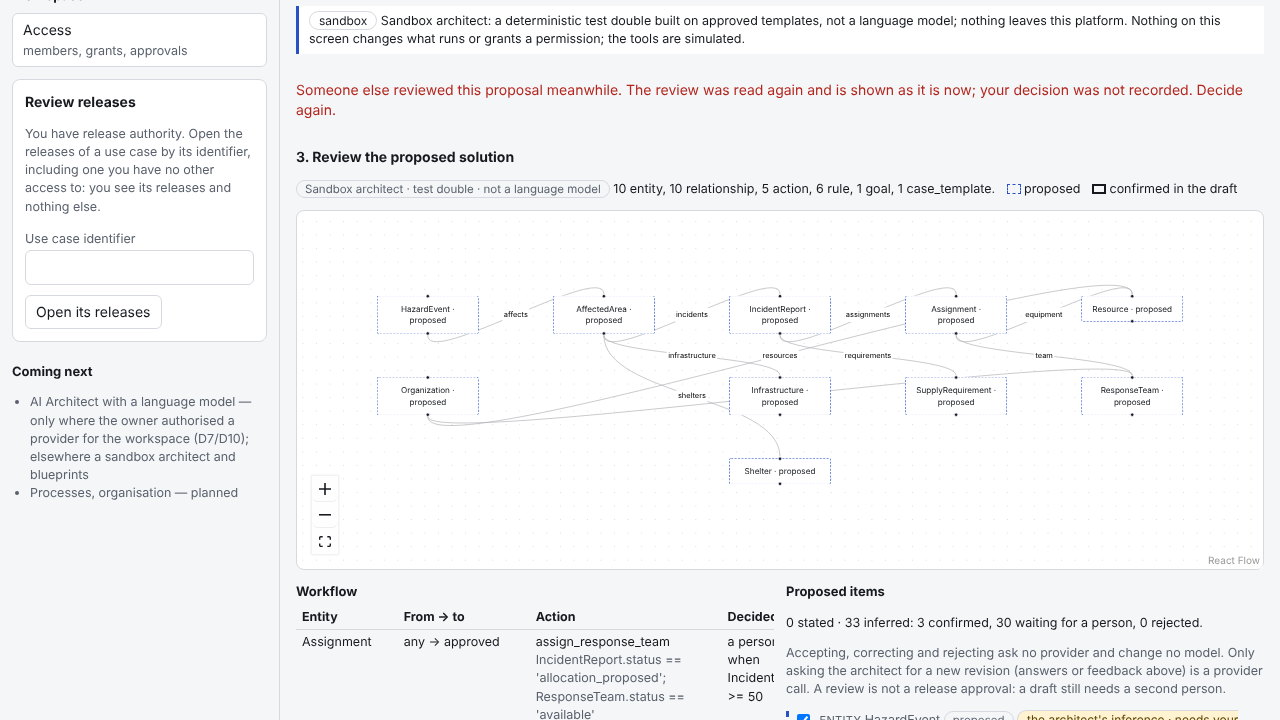 Access
members, grants, approvals
Review releases
You have release authority. Open the
releases of a use case by its identifier,
including one you have no other
access to: you see its releases and
nothing else.
Use case identifier
Open its releases
Coming next
AI Architect with a language model —
only where the owner authorised a
provider for the workspace (D7/D10);
elsewhere a sandbox architect and
blueprints
Processes, organisation — planned
sandbox Sandbox architect: a deterministic test double built on approved templates, not a language model; nothing leaves this platform. Nothing on this
screen changes what runs or grants a permission; the tools are simulated.
Someone else reviewed this proposal meanwhile. The review was read again and is shown as it is now; your decision was not recorded. Decide
again.
3. Review the proposed solution
Sandbox architect · test double · not a language model 10 entity, 10 relationship, 5 action, 6 rule, 1 goal, 1 case_template. proposed confirmed in the draft
HazardEvent ·
proposed
affects
AffectedArea ·
proposed
incidents
IncidentReport ·
proposed
assignments
Assignment ·
proposed
equipment
Resource · proposed
infrastructure
resources
requirements
team
Organization ·
proposed
shelters
Infrastructure ·
proposed
SupplyRequirement ·
proposed
ResponseTeam ·
proposed
Shelter · proposed
React Flow
Workflow
Entity From → to Action Decided
Assignment any → approved assign_response_team a person
IncidentReport.status == when
'allocation_proposed'; Incident
ResponseTeam.status == >= 50
'available'
Proposed items
0 stated · 33 inferred: 3 confirmed, 30 waiting for a person, 0 rejected.
Accepting, correcting and rejecting ask no provider and change no model. Only
asking the architect for a new revision (answers or feedback above) is a provider
call. A review is not a release approval: a draft still needs a second person.
ENTITY HazardEvent proposed the architect's inference · needs your